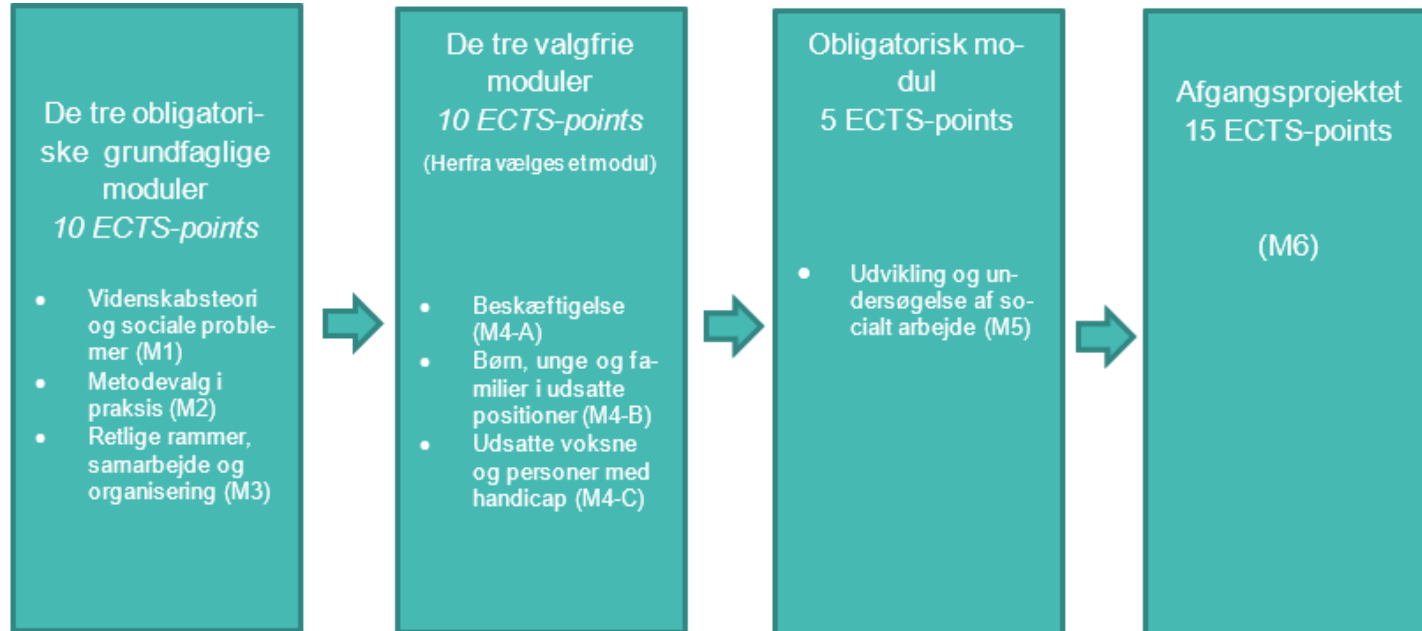 De tre obligatori-
ske grundfaglige
moduler
10 ECTS-points
• Videnskabsteori
og sociale proble-
mer (M1)
• Metodevalg i
praksis (M2)
• Retlige rammer,
samarbejde og
organisering (M3)
De tre valgfrie
moduler
10 ECTS-points
(Herfra vælges et modul)
• Beskæftigelse
(M4-A)
• Børn, unge og fa-
milier i udsatte
positioner (M4-B)
• Udsatte voksne
og personer med
handicap (M4-C)
Obligatorisk mo-
dul
5 ECTS-points
• Udvikling og un-
dersøgelse af so-
cialt arbejde (M5)
Afgangsprojektet
15 ECTS-points
(M6)